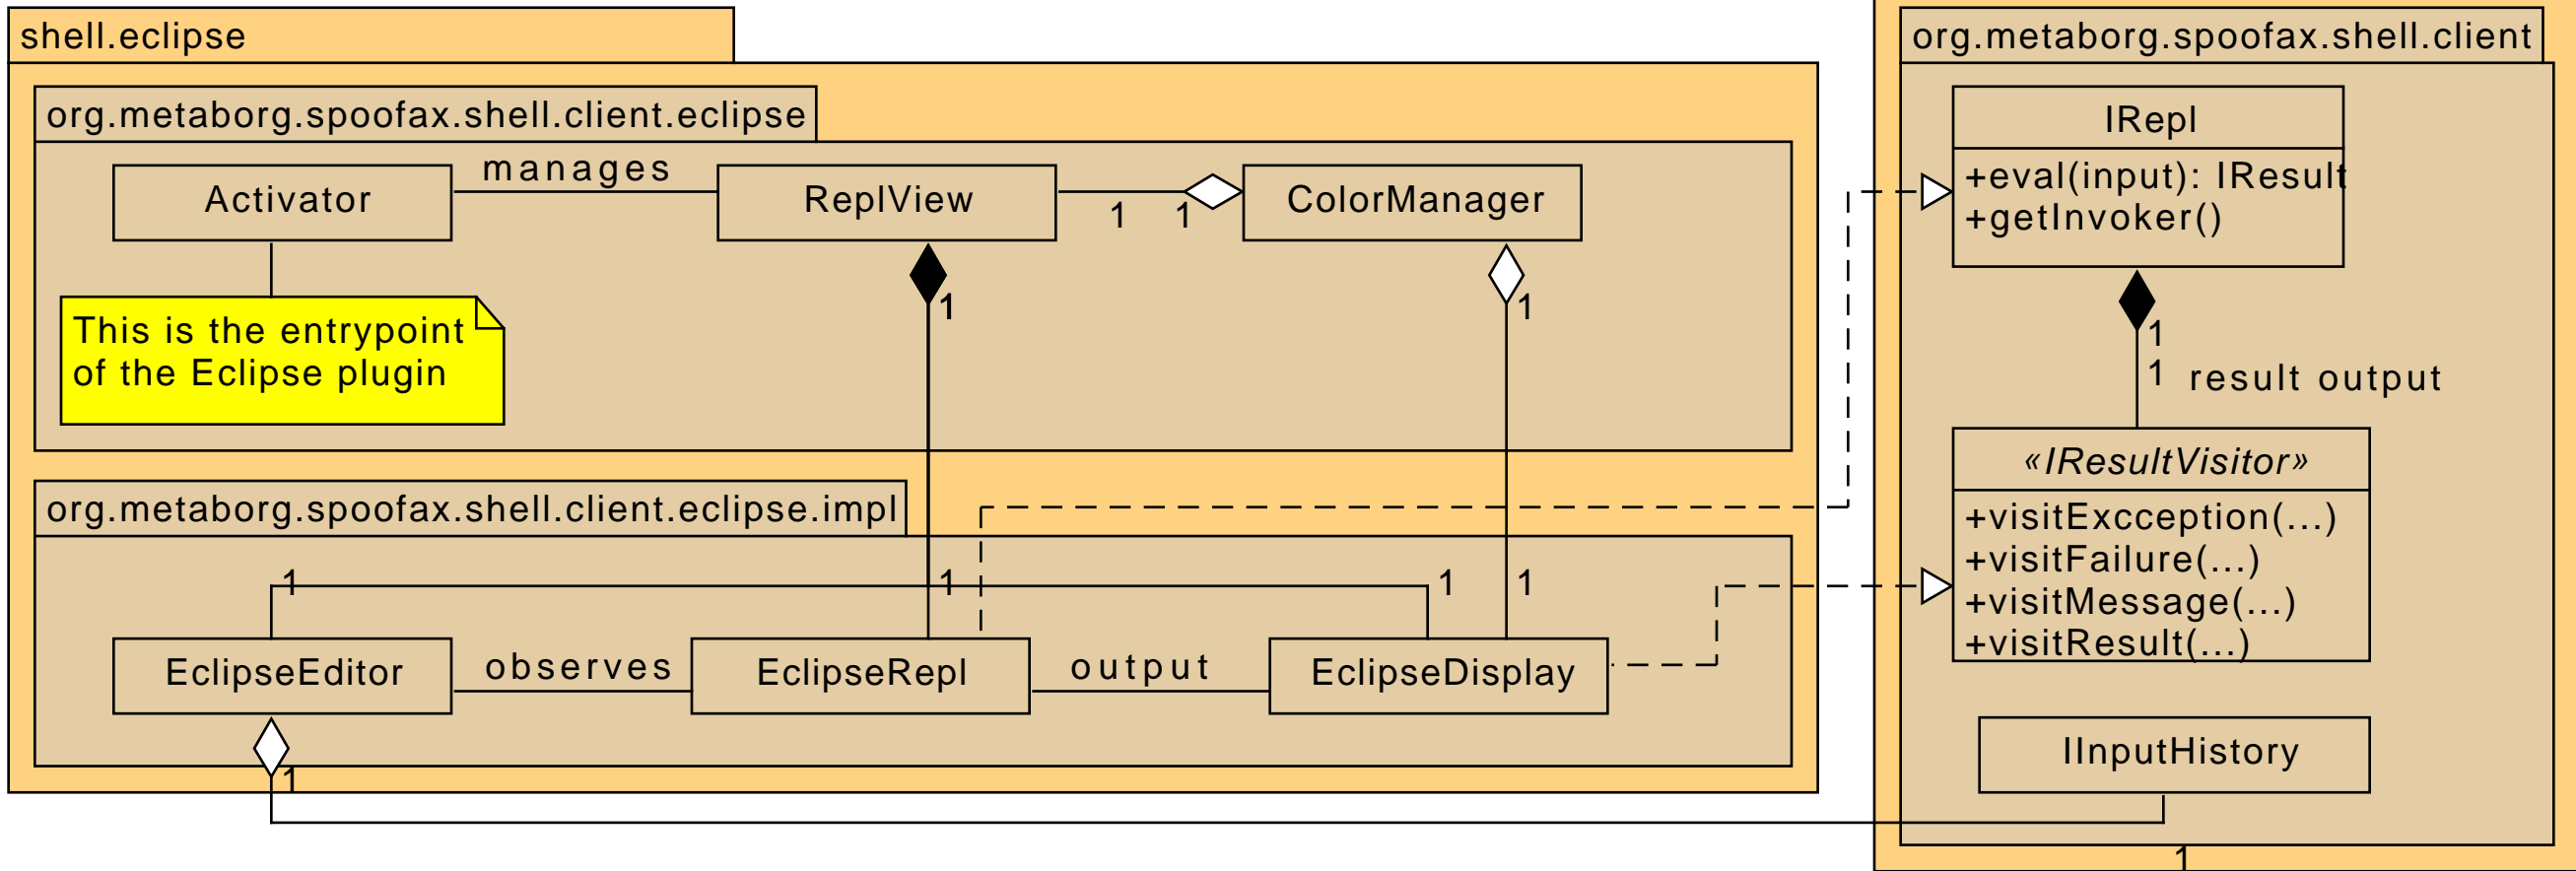 shell.eclipse
org.metaborg.spoofax.shell.client.eclipse
Activator
manages
ReplView
1
1
ColorManager
This is the entrypoint
of the Eclipse plugin
1
1
org.metaborg.spoofax.shell.client.eclipse.impl
1
1
1
1
EclipseEditor
observes
EclipseRepl
output
EclipseDisplay
1
org.metaborg.spoofax.shell.client
IRepl
+eval(input): IResult
+getInvoker()
1
1 result output
«IResultVisitor»
+visitExcception(...)
+visitFailure(...)
+visitMessage(...)
+visitResult(...)
IInputHistory
1